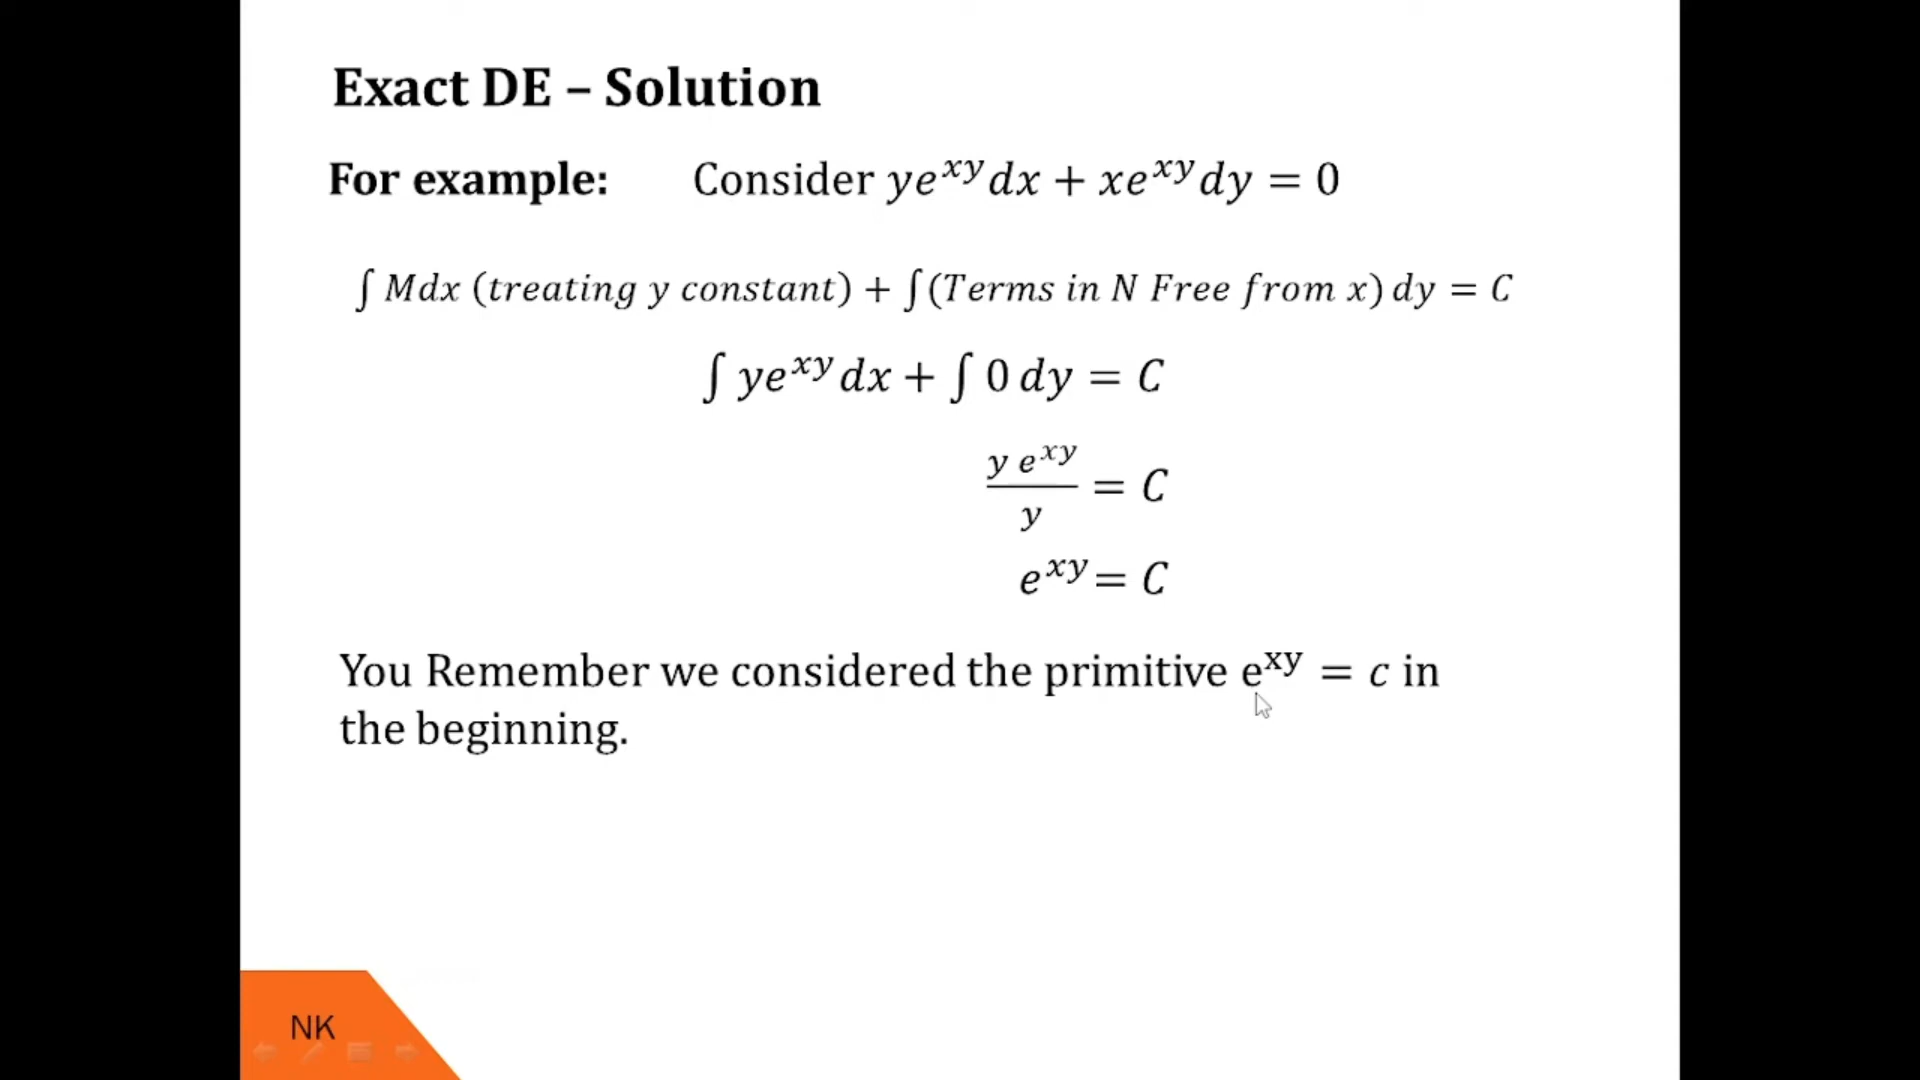 Exact DE – Solution
For example: Consider ye^{xy}dx + xe^{xy}dy = 0
∫ Mdx (treating y constant) + ∫(Terms in N Free from x) dy = C
∫ ye^{xy}dx + ∫ 0 dy = C
\frac{y e^{xy}}{y} = C
e^{xy} = C
You Remember we considered the primitive e^{xy} = c in
the beginning.
NK